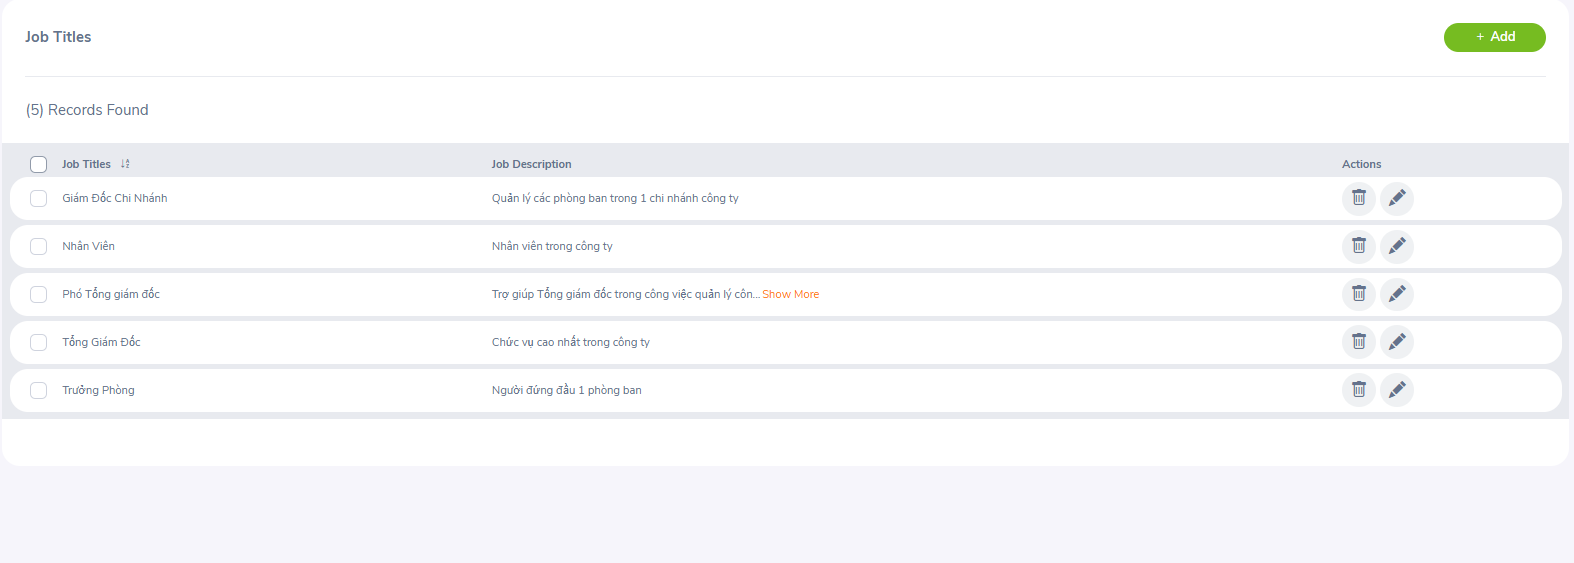 Job Titles
+ Add
(5) Records Found
Job Titles Job Description Actions
Giám Đốc Chi Nhánh Quản lý các phòng ban trong 1 chi nhánh công ty
Nhân Viên Nhân viên trong công ty
Phó Tổng giám đốc Trợ giúp Tổng giám đốc trong công việc quản lý côn... Show More
Tổng Giám Đốc Chức vụ cao nhất trong công ty
Trưởng Phòng Người đứng đầu 1 phòng ban